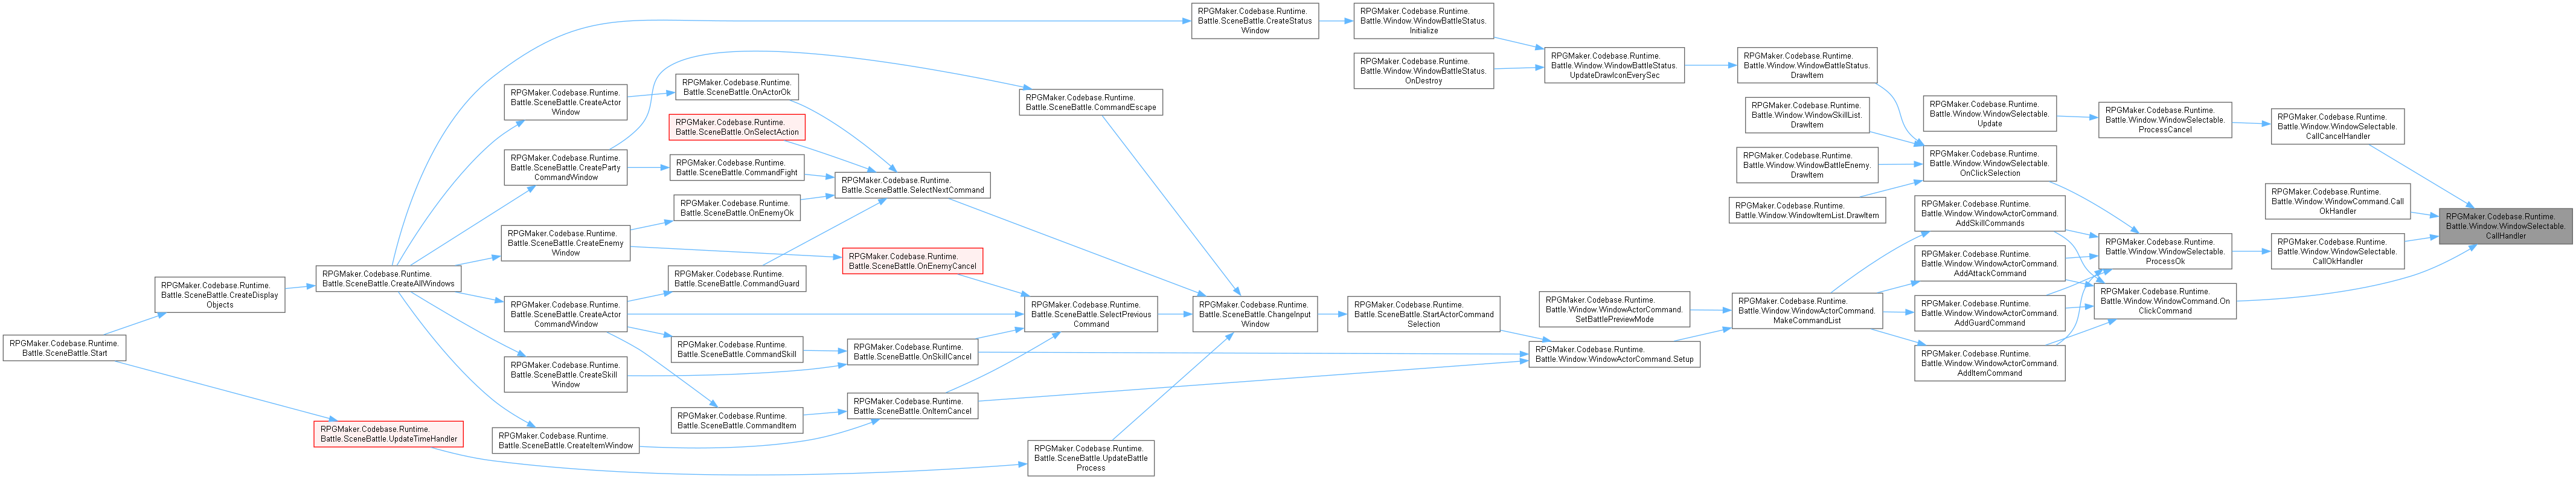 RPGMaker.Codebase.Runtime.
Battle.SceneBattle.Start
RPGMaker.Codebase.Runtime.
Battle.SceneBattle.CreateDisplay
Objects
RPGMaker.Codebase.Runtime.
Battle.SceneBattle.UpdateTimeHandler
RPGMaker.Codebase.Runtime.
Battle.SceneBattle.CreateAllWindows
RPGMaker.Codebase.Runtime.
Battle.SceneBattle.CreateActor
Window
RPGMaker.Codebase.Runtime.
Battle.SceneBattle.CreateParty
CommandWindow
RPGMaker.Codebase.Runtime.
Battle.SceneBattle.CreateEnemy
Window
RPGMaker.Codebase.Runtime.
Battle.SceneBattle.CreateActor
CommandWindow
RPGMaker.Codebase.Runtime.
Battle.SceneBattle.CreateSkill
Window
RPGMaker.Codebase.Runtime.
Battle.SceneBattle.CreateItemWindow
RPGMaker.Codebase.Runtime.
Battle.SceneBattle.OnActorOk
RPGMaker.Codebase.Runtime.
Battle.SceneBattle.OnSelectAction
RPGMaker.Codebase.Runtime.
Battle.SceneBattle.CommandFight
RPGMaker.Codebase.Runtime.
Battle.SceneBattle.OnEnemyOk
RPGMaker.Codebase.Runtime.
Battle.SceneBattle.CommandGuard
RPGMaker.Codebase.Runtime.
Battle.SceneBattle.CommandSkill
RPGMaker.Codebase.Runtime.
Battle.SceneBattle.CommandItem
RPGMaker.Codebase.Runtime.
Battle.SceneBattle.SelectNextCommand
RPGMaker.Codebase.Runtime.
Battle.SceneBattle.OnEnemyCancel
RPGMaker.Codebase.Runtime.
Battle.SceneBattle.OnSkillCancel
RPGMaker.Codebase.Runtime.
Battle.SceneBattle.OnItemCancel
RPGMaker.Codebase.Runtime.
Battle.SceneBattle.CommandEscape
RPGMaker.Codebase.Runtime.
Battle.SceneBattle.SelectPrevious
Command
RPGMaker.Codebase.Runtime.
Battle.SceneBattle.UpdateBattle
Process
RPGMaker.Codebase.Runtime.
Battle.SceneBattle.CreateStatus
Window
RPGMaker.Codebase.Runtime.
Battle.SceneBattle.ChangeInput
Window
RPGMaker.Codebase.Runtime.
Battle.Window.WindowBattleStatus.
Initialize
RPGMaker.Codebase.Runtime.
Battle.Window.WindowBattleStatus.
OnDestroy
RPGMaker.Codebase.Runtime.
Battle.SceneBattle.StartActorCommand
Selection
RPGMaker.Codebase.Runtime.
Battle.Window.WindowBattleStatus.
UpdateDrawIconEverySec
RPGMaker.Codebase.Runtime.
Battle.Window.WindowActorCommand.
SetBattlePreviewMode
RPGMaker.Codebase.Runtime.
Battle.Window.WindowActorCommand.Setup
RPGMaker.Codebase.Runtime.
Battle.Window.WindowBattleStatus.
DrawItem
RPGMaker.Codebase.Runtime.
Battle.Window.WindowSkillList.
DrawItem
RPGMaker.Codebase.Runtime.
Battle.Window.WindowBattleEnemy.
DrawItem
RPGMaker.Codebase.Runtime.
Battle.Window.WindowItemList.DrawItem
RPGMaker.Codebase.Runtime.
Battle.Window.WindowActorCommand.
MakeCommandList
RPGMaker.Codebase.Runtime.
Battle.Window.WindowSelectable.
Update
RPGMaker.Codebase.Runtime.
Battle.Window.WindowSelectable.
OnClickSelection
RPGMaker.Codebase.Runtime.
Battle.Window.WindowActorCommand.
AddSkillCommands
RPGMaker.Codebase.Runtime.
Battle.Window.WindowActorCommand.
AddAttackCommand
RPGMaker.Codebase.Runtime.
Battle.Window.WindowActorCommand.
AddGuardCommand
RPGMaker.Codebase.Runtime.
Battle.Window.WindowActorCommand.
AddItemCommand
RPGMaker.Codebase.Runtime.
Battle.Window.WindowSelectable.
ProcessCancel
RPGMaker.Codebase.Runtime.
Battle.Window.WindowSelectable.
ProcessOk
RPGMaker.Codebase.Runtime.
Battle.Window.WindowCommand.On
ClickCommand
RPGMaker.Codebase.Runtime.
Battle.Window.WindowSelectable.
CallCancelHandler
RPGMaker.Codebase.Runtime.
Battle.Window.WindowCommand.Call
OkHandler
RPGMaker.Codebase.Runtime.
Battle.Window.WindowSelectable.
CallOkHandler
RPGMaker.Codebase.Runtime.
Battle.Window.WindowSelectable.
CallHandler